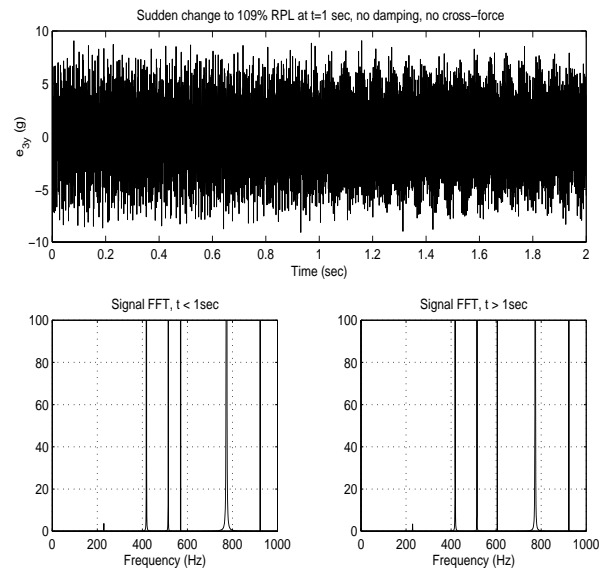 Sudden change to 109% RPL at t=1 sec, no damping, no cross−force
10
5
0
−5
−10
e3y (g)
0 0.2 0.4 0.6 0.8 1 1.2 1.4 1.6 1.8 2
Time (sec)
Signal FFT, t < 1sec
100
80
60
40
20
0
0 200 400 600 800 1000
Frequency (Hz)
Signal FFT, t > 1sec
100
80
60
40
20
0
0 200 400 600 800 1000
Frequency (Hz)